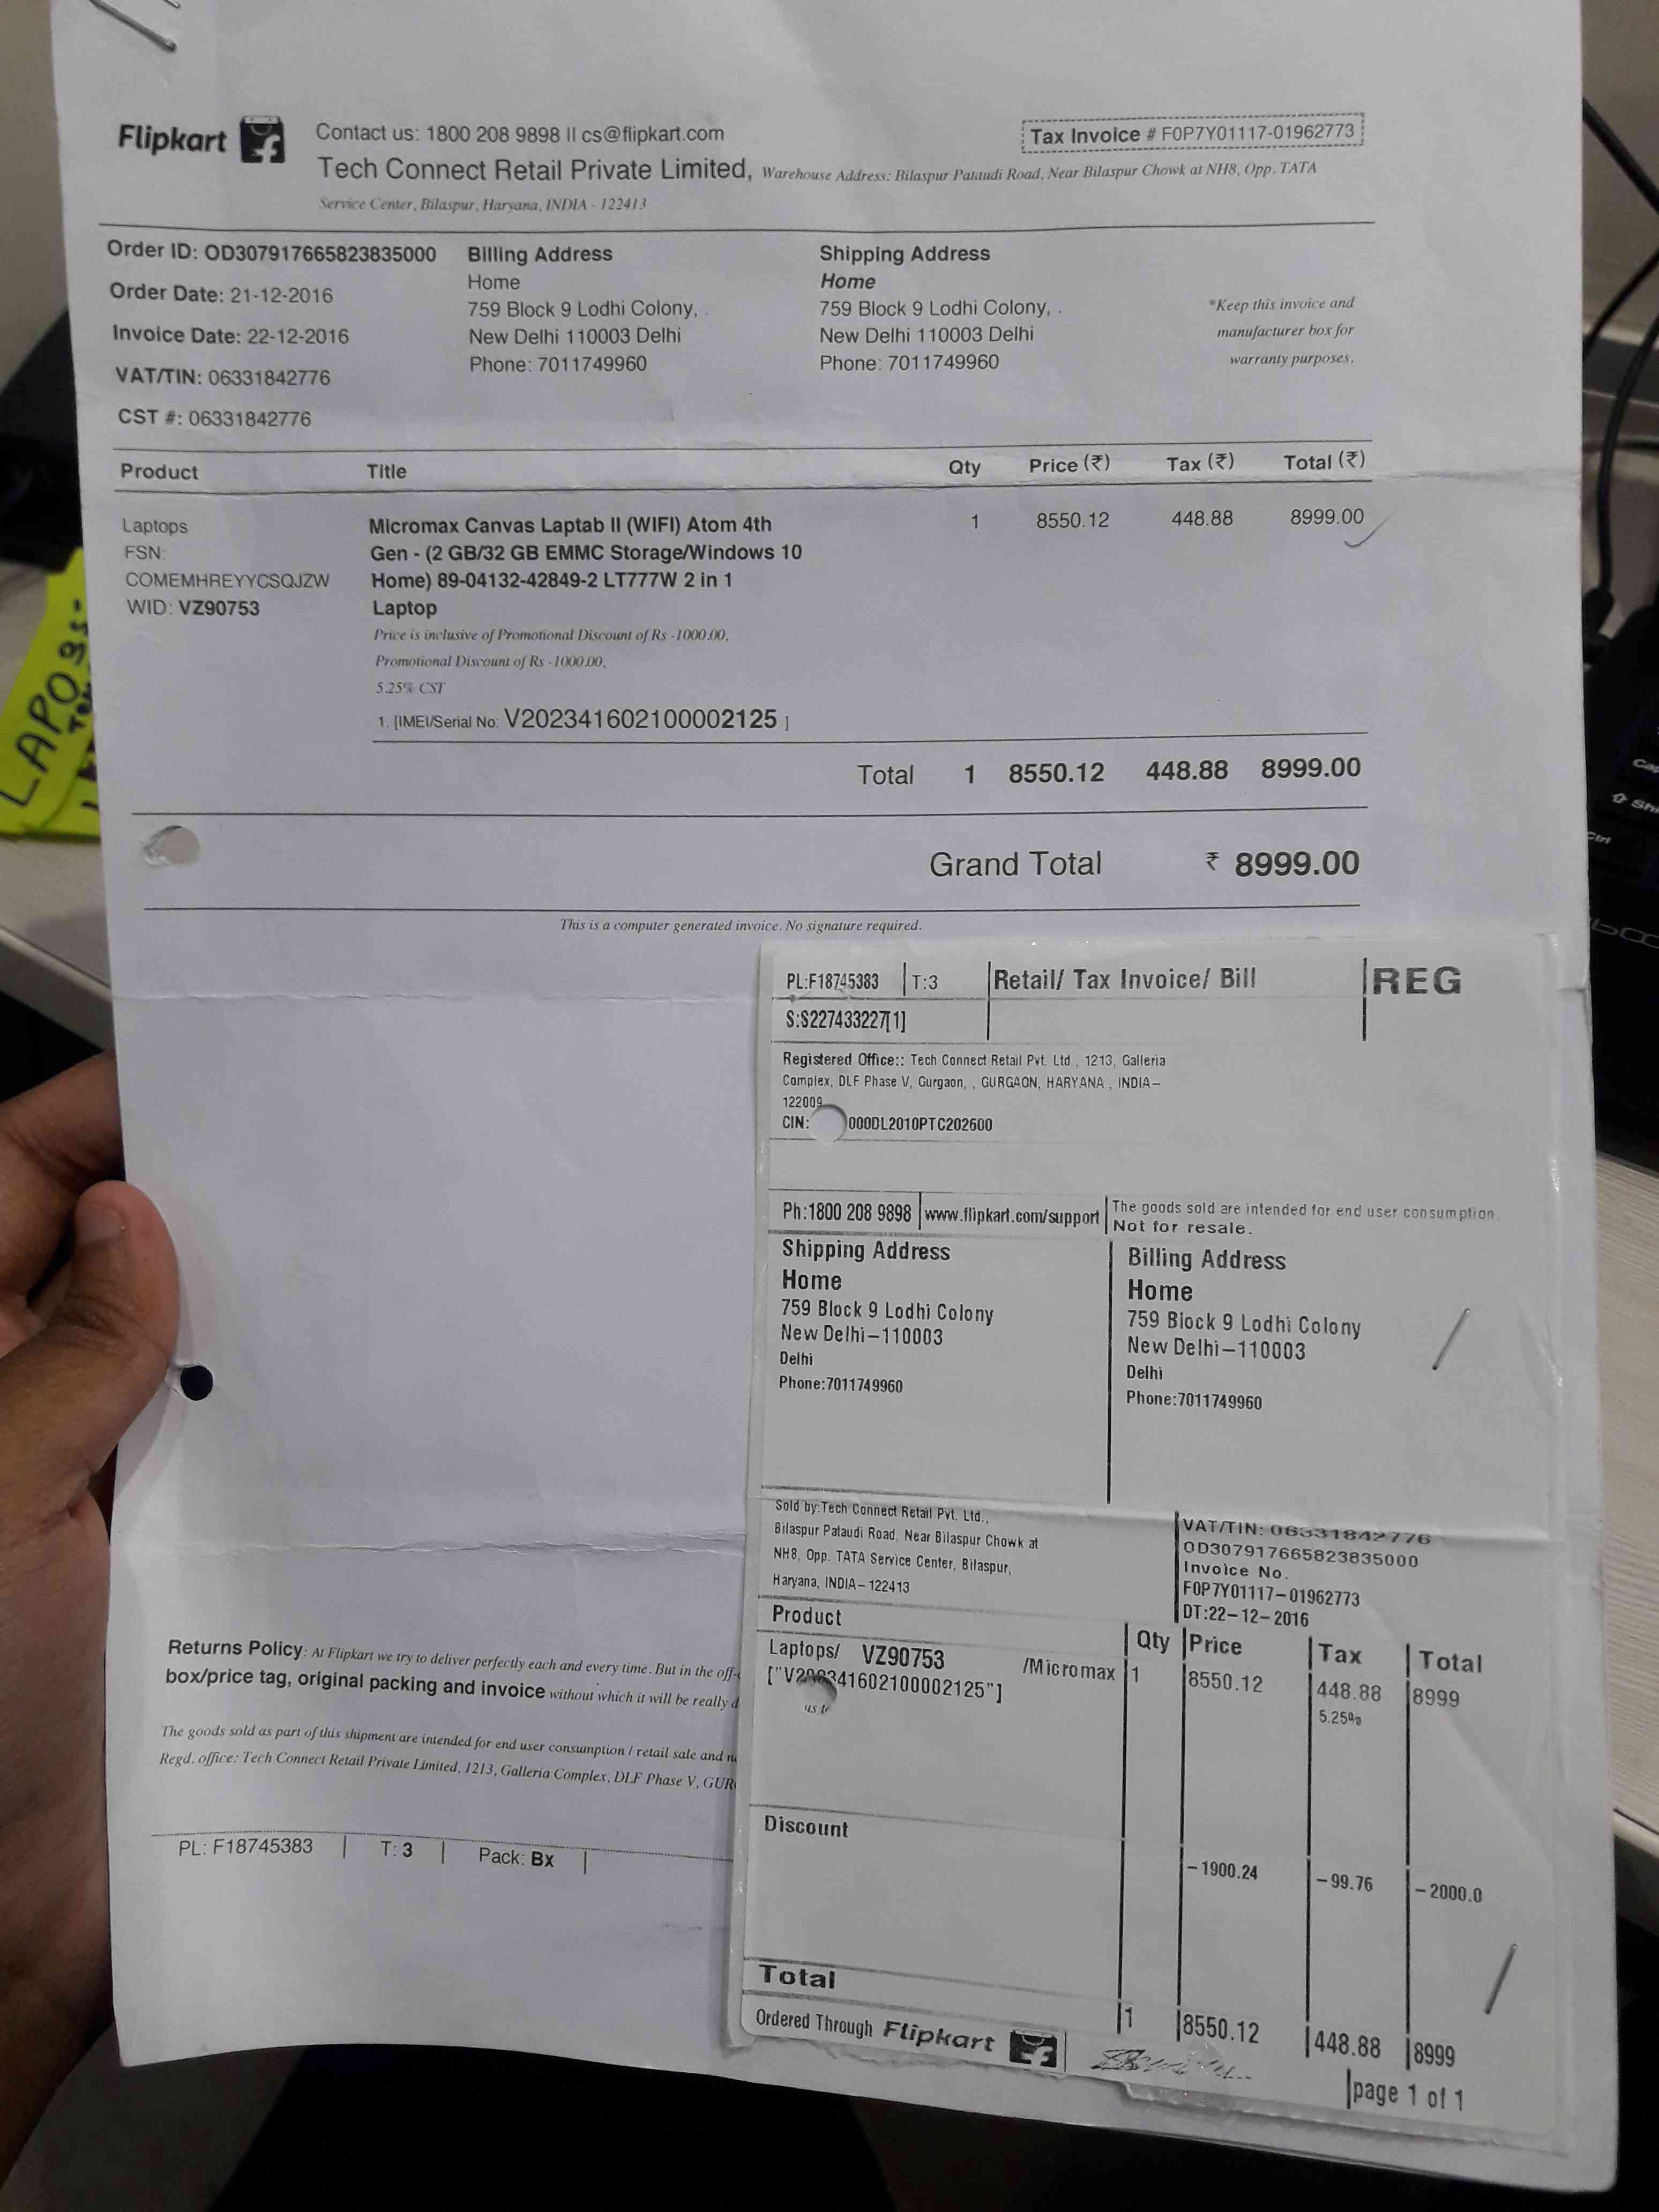 Flipkart
Contact us: 1800 208 9898 || cs@flipkart.com
Tax Invoice # F0P7Y01117-01962773
Tech Connect Retail Private Limited, Warehouse Address: Bilaspur Pataudi Road, Near Bilaspur Chowk at NH8, Opp. TATA
Service Center, Bilaspur, Haryana, INDIA - 122413
Order ID: OD307917665823835000
Order Date: 21-12-2016
Invoice Date: 22-12-2016
VAT/TIN: 06331842776
CST #: 06331842776
Billing Address
Home
759 Block 9 Lodhi Colony, .
New Delhi 110003 Delhi
Phone: 7011749960
Shipping Address
Home
759 Block 9 Lodhi Colony, .
New Delhi 110003 Delhi
Phone: 7011749960
*Keep this invoice and
manufacturer box for
warranty purposes.
Product Title Qty Price (₹) Tax (₹) Total (₹)
Laptops
FSN:
COMEMHREYYCSQJZW
WID: VZ90753
Micromax Canvas Laptab II (WIFI) Atom 4th
Gen - (2 GB/32 GB EMMC Storage/Windows 10
Home) 89-04132-42849-2 LT777W 2 in 1
Laptop
1 8550.12 448.88 8999.00
Price is inclusive of Promotional Discount of Rs -1000.00,
Promotional Discount of Rs -1000.00,
5.25% CST
1. [IMEI/Serial No: V202341602100002125 ]
Total 1 8550.12 448.88 8999.00
Grand Total ₹ 8999.00
This is a computer generated invoice. No signature required.
LAP093-
PL:F18745383 T:3 Retail/ Tax Invoice/ Bill REG
S:S227433227[1]
Registered Office:: Tech Connect Retail Pvt. Ltd., 1213, Galleria
Complex, DLF Phase V, Gurgaon, , GURGAON, HARYANA , INDIA-
122009
CIN: 000DL2010PTC202600
Ph:1800 208 9898 www.flipkart.com/support
The goods sold are intended for end user consumption.
Not for resale.
Shipping Address
Home
759 Block 9 Lodhi Colony
New Delhi-110003
Delhi
Phone:7011749960
Billing Address
Home
759 Block 9 Lodhi Colony
New Delhi-110003
Delhi
Phone:7011749960
Sold by:Tech Connect Retail Pvt. Ltd.,
Bilaspur Pataudi Road, Near Bilaspur Chowk at
NH8, Opp. TATA Service Center, Bilaspur,
Haryana, INDIA-122413
VAT/TIN: 06331842776
OD307917665823835000
Invoice No.
F0P7Y01117-01962773
DT:22-12-2016
Product Qty Price Tax Total
Laptops/ VZ90753 /Micromax 1 8550.12 448.88 8999
["V202341602100002125"]
5.25%
Discount -1900.24 -99.76 -2000.0
Total 1 8550.12 448.88 8999
Ordered Through Flipkart
page 1 of 1
Returns Policy: At Flipkart we try to deliver perfectly each and every time. But in the off-
box/price tag, original packing and invoice without which it will be really d
The goods sold as part of this shipment are intended for end user consumption / retail sale and n
Regd. office: Tech Connect Retail Private Limited, 1213, Galleria Complex, DLF Phase V, GUR
PL: F18745383 | T: 3 | Pack: Bx |